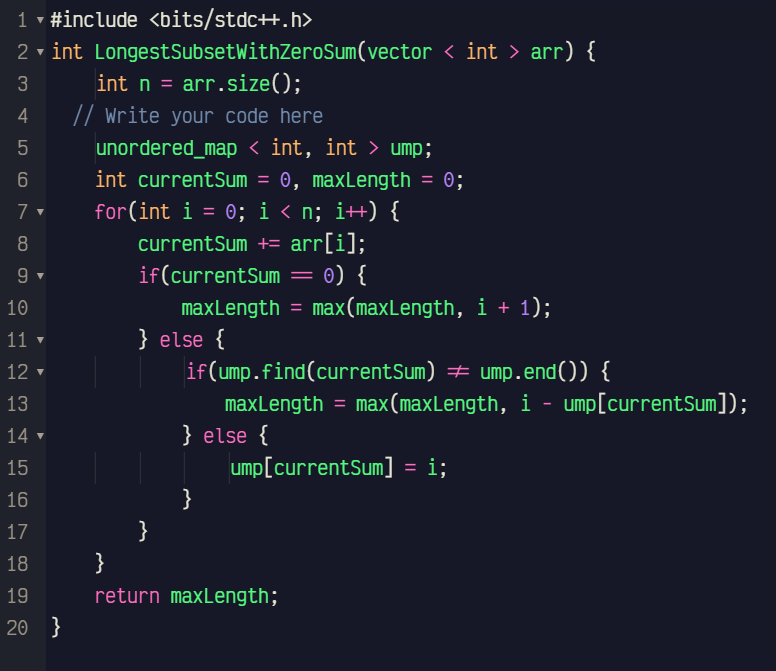 1 #include <bits/stdc++.h>
2 int LongestSubsetWithZeroSum(vector < int > arr) {
3     int n = arr.size();
4   // Write your code here
5     unordered_map < int, int > ump;
6     int currentSum = 0, maxLength = 0;
7     for(int i = 0; i < n; i++) {
8         currentSum += arr[i];
9         if(currentSum == 0) {
10             maxLength = max(maxLength, i + 1);
11         } else {
12             if(ump.find(currentSum) != ump.end()) {
13                 maxLength = max(maxLength, i - ump[currentSum]);
14             } else {
15                 ump[currentSum] = i;
16             }
17         }
18     }
19     return maxLength;
20 }